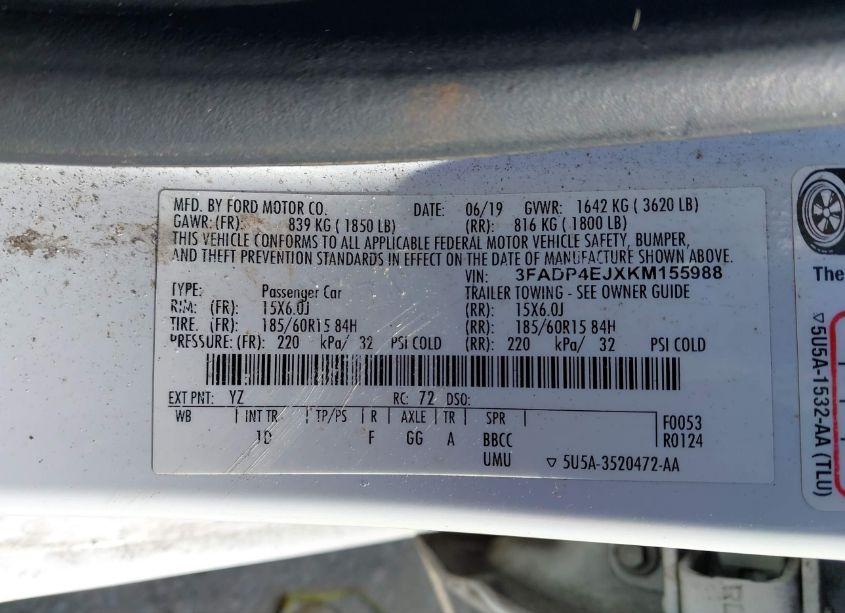 MFD. BY FORD MOTOR CO. DATE: 06/19 GVWR: 1642 KG ( 3620 LB)
GAWR: (FR): 839 KG ( 1850 LB) (RR): 816 KG ( 1800 LB)
THIS VEHICLE CONFORMS TO ALL APPLICABLE FEDERAL MOTOR VEHICLE SAFETY, BUMPER,
AND THEFT PREVENTION STANDARDS IN EFFECT ON THE DATE OF MANUFACTURE SHOWN ABOVE.
VIN: 3FADP4EJXKM155988
TYPE: Passenger Car TRAILER TOWING - SEE OWNER GUIDE
RIM: (FR): 15X6.0J (RR): 15X6.0J
TIRE: (FR): 185/60R15 84H (RR): 185/60R15 84H
PRESSURE: (FR): 220 kPa/ 32 PSI COLD (RR): 220 kPa/ 32 PSI COLD
EXT PNT: YZ RC: 72 DSO:
WB INT TR TP/PS R AXLE TR SPR F0053
TD F GG A BBCC R0124
UMU ▽ 5U5A-3520472-AA
The
▽ 5U5A-1532-AA (TLU)